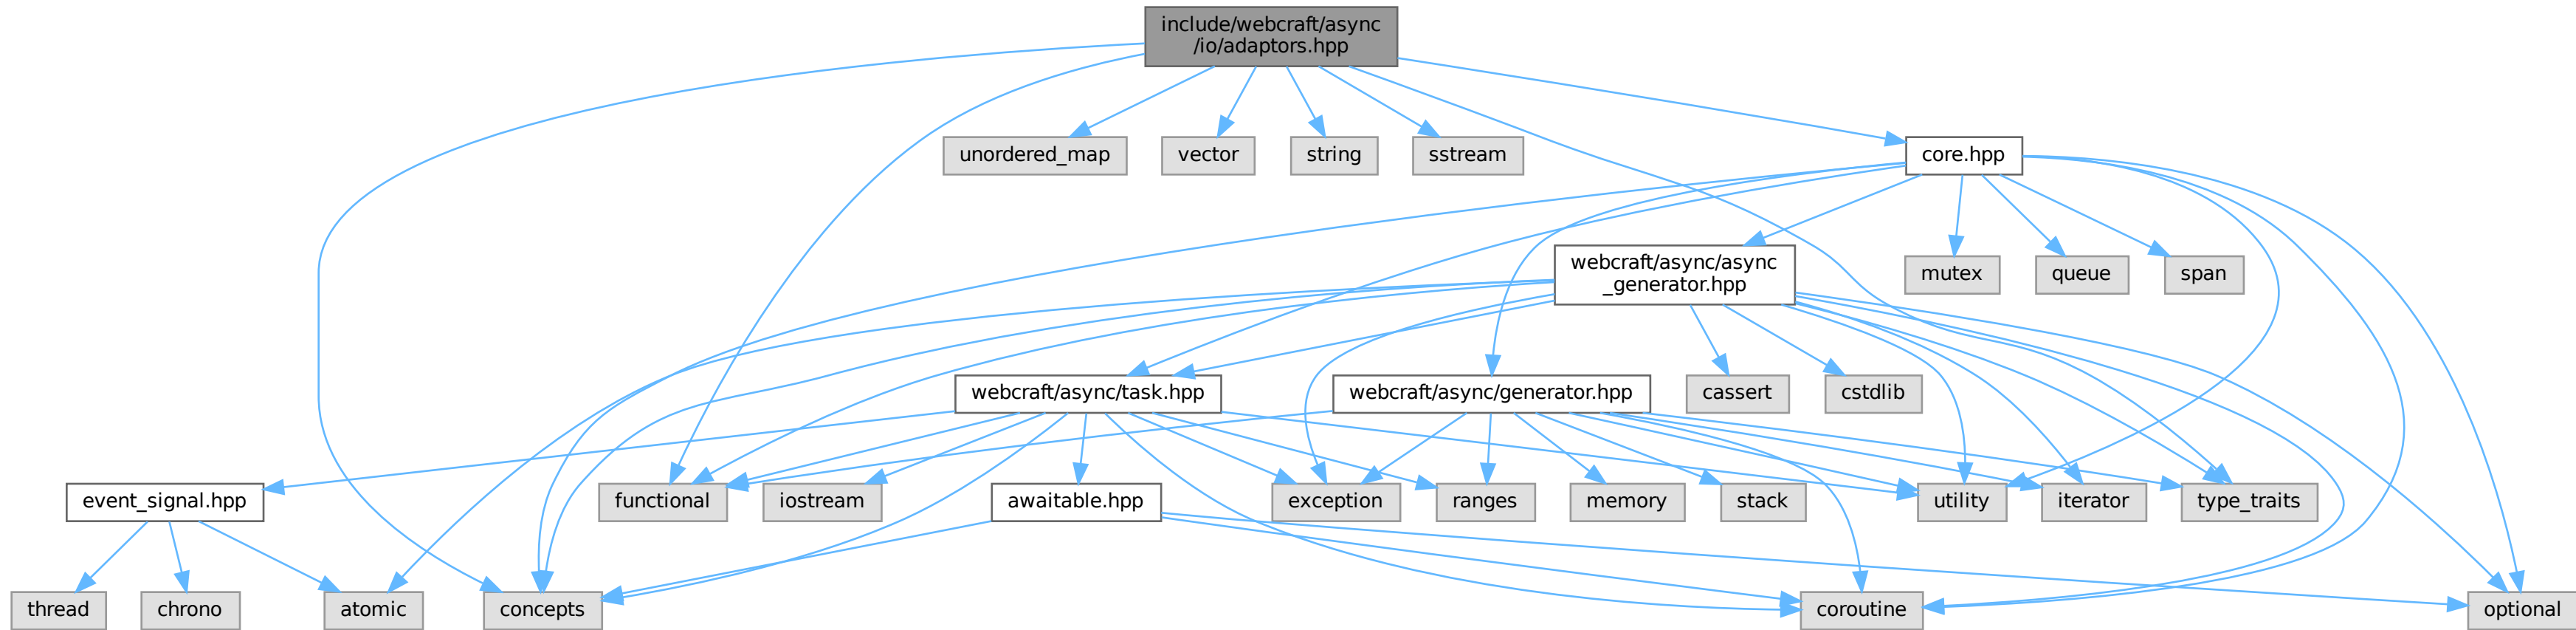 include/webcraft/async
/io/adaptors.hpp
unordered_map
vector
string
sstream
core.hpp
webcraft/async/async
_generator.hpp
mutex
queue
span
webcraft/async/task.hpp
webcraft/async/generator.hpp
cassert
cstdlib
event_signal.hpp
functional
iostream
awaitable.hpp
exception
ranges
memory
stack
utility
iterator
type_traits
thread
chrono
atomic
concepts
coroutine
optional